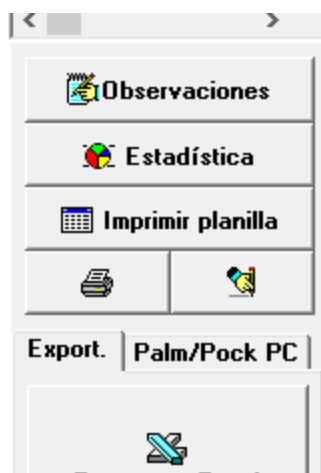 Observaciones
Estadística
Imprimir planilla
Export. Palm/Pock PC